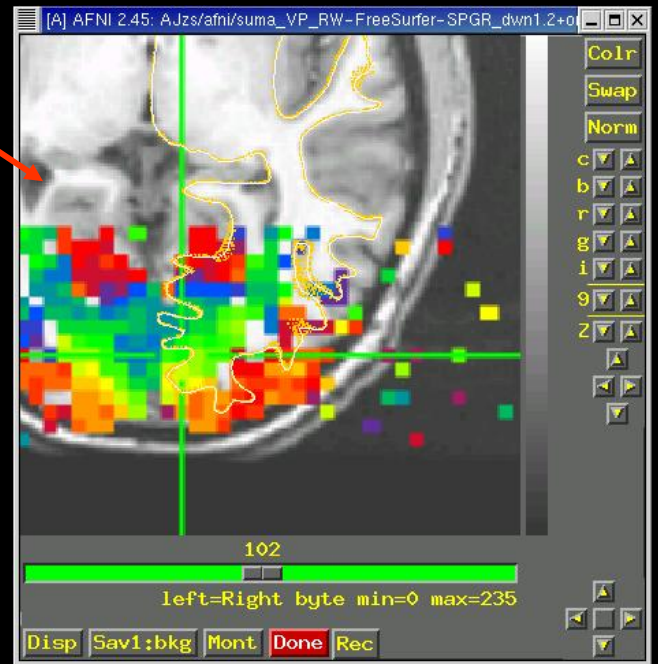 [A] AFNI 2.45: AJzs/afni/suma_VP_RW-FreeSurfer-SPGR_dwn1.2+o
Colr
Swap
Norm
c
b
r
g
i
9
Z
102
left=Right byte min=0 max=235
Disp Sav1:bkg Mont Done Rec